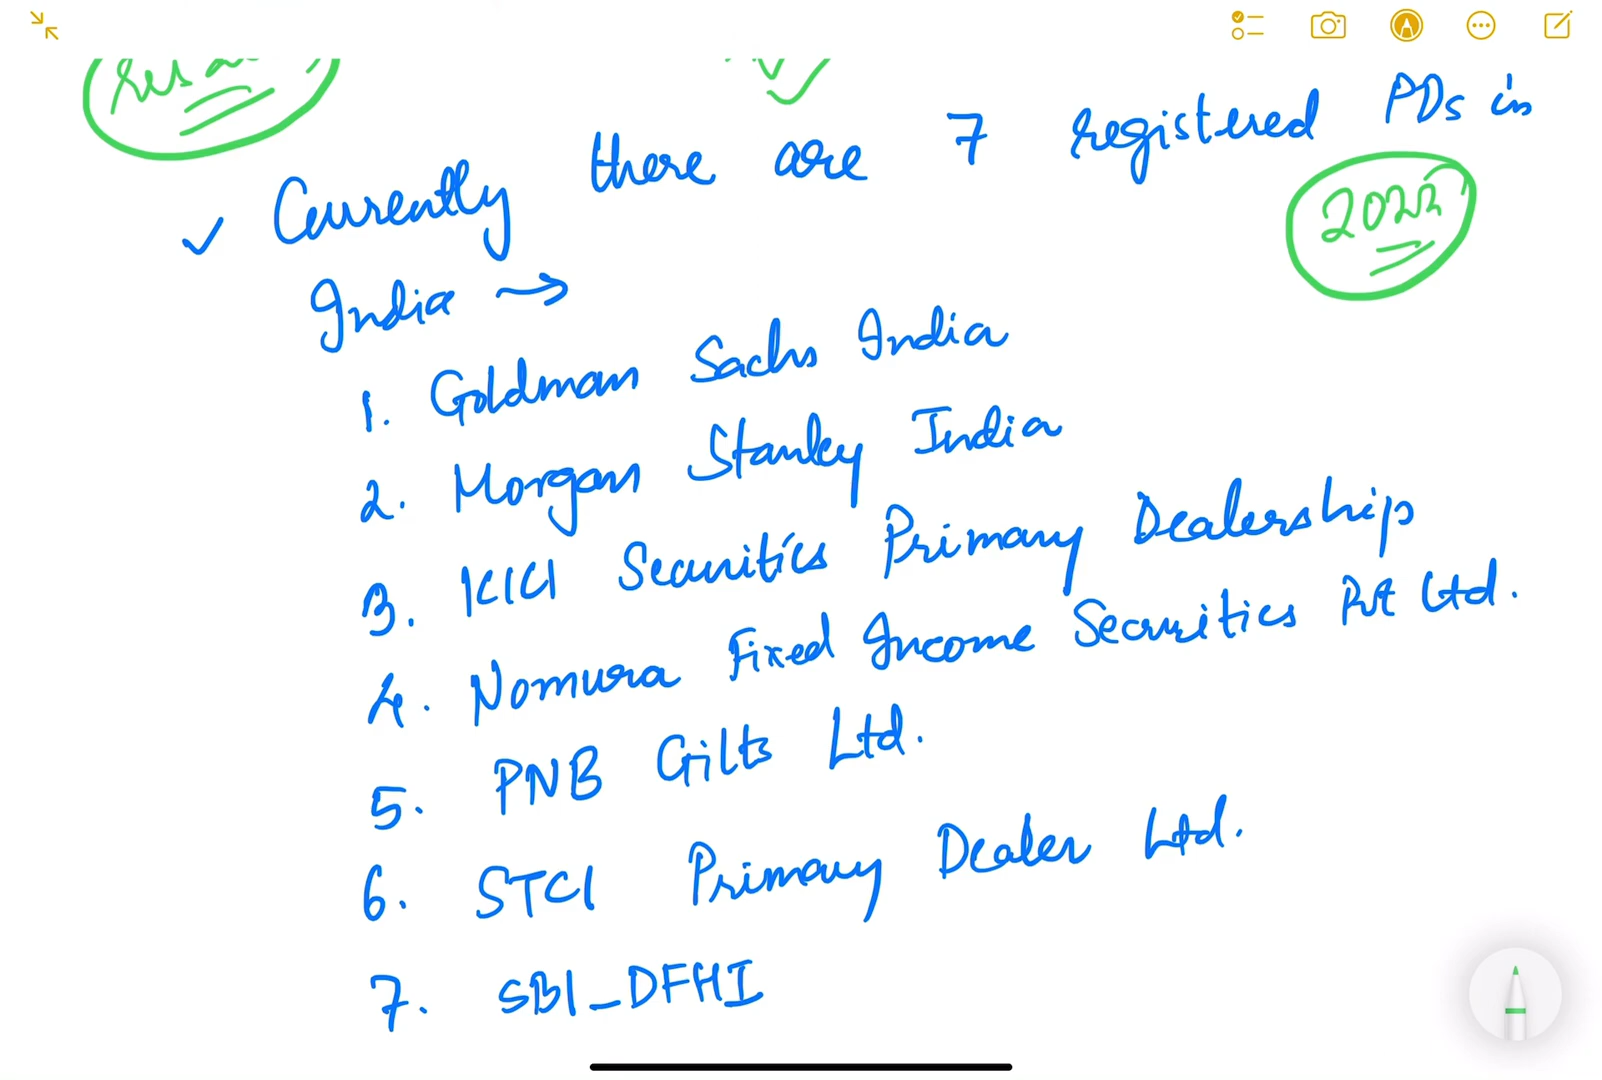 ✓ Currently there are 7 registered PDs in
2022
India →
1. Goldman Sachs India
2. Morgan Stanley India
3. ICICI Securities Primary Dealership
4. Nomura Fixed Income Securities Pvt Ltd.
5. PNB Gilts Ltd.
6. STCI Primary Dealer Ltd.
7. SBI_DFHI